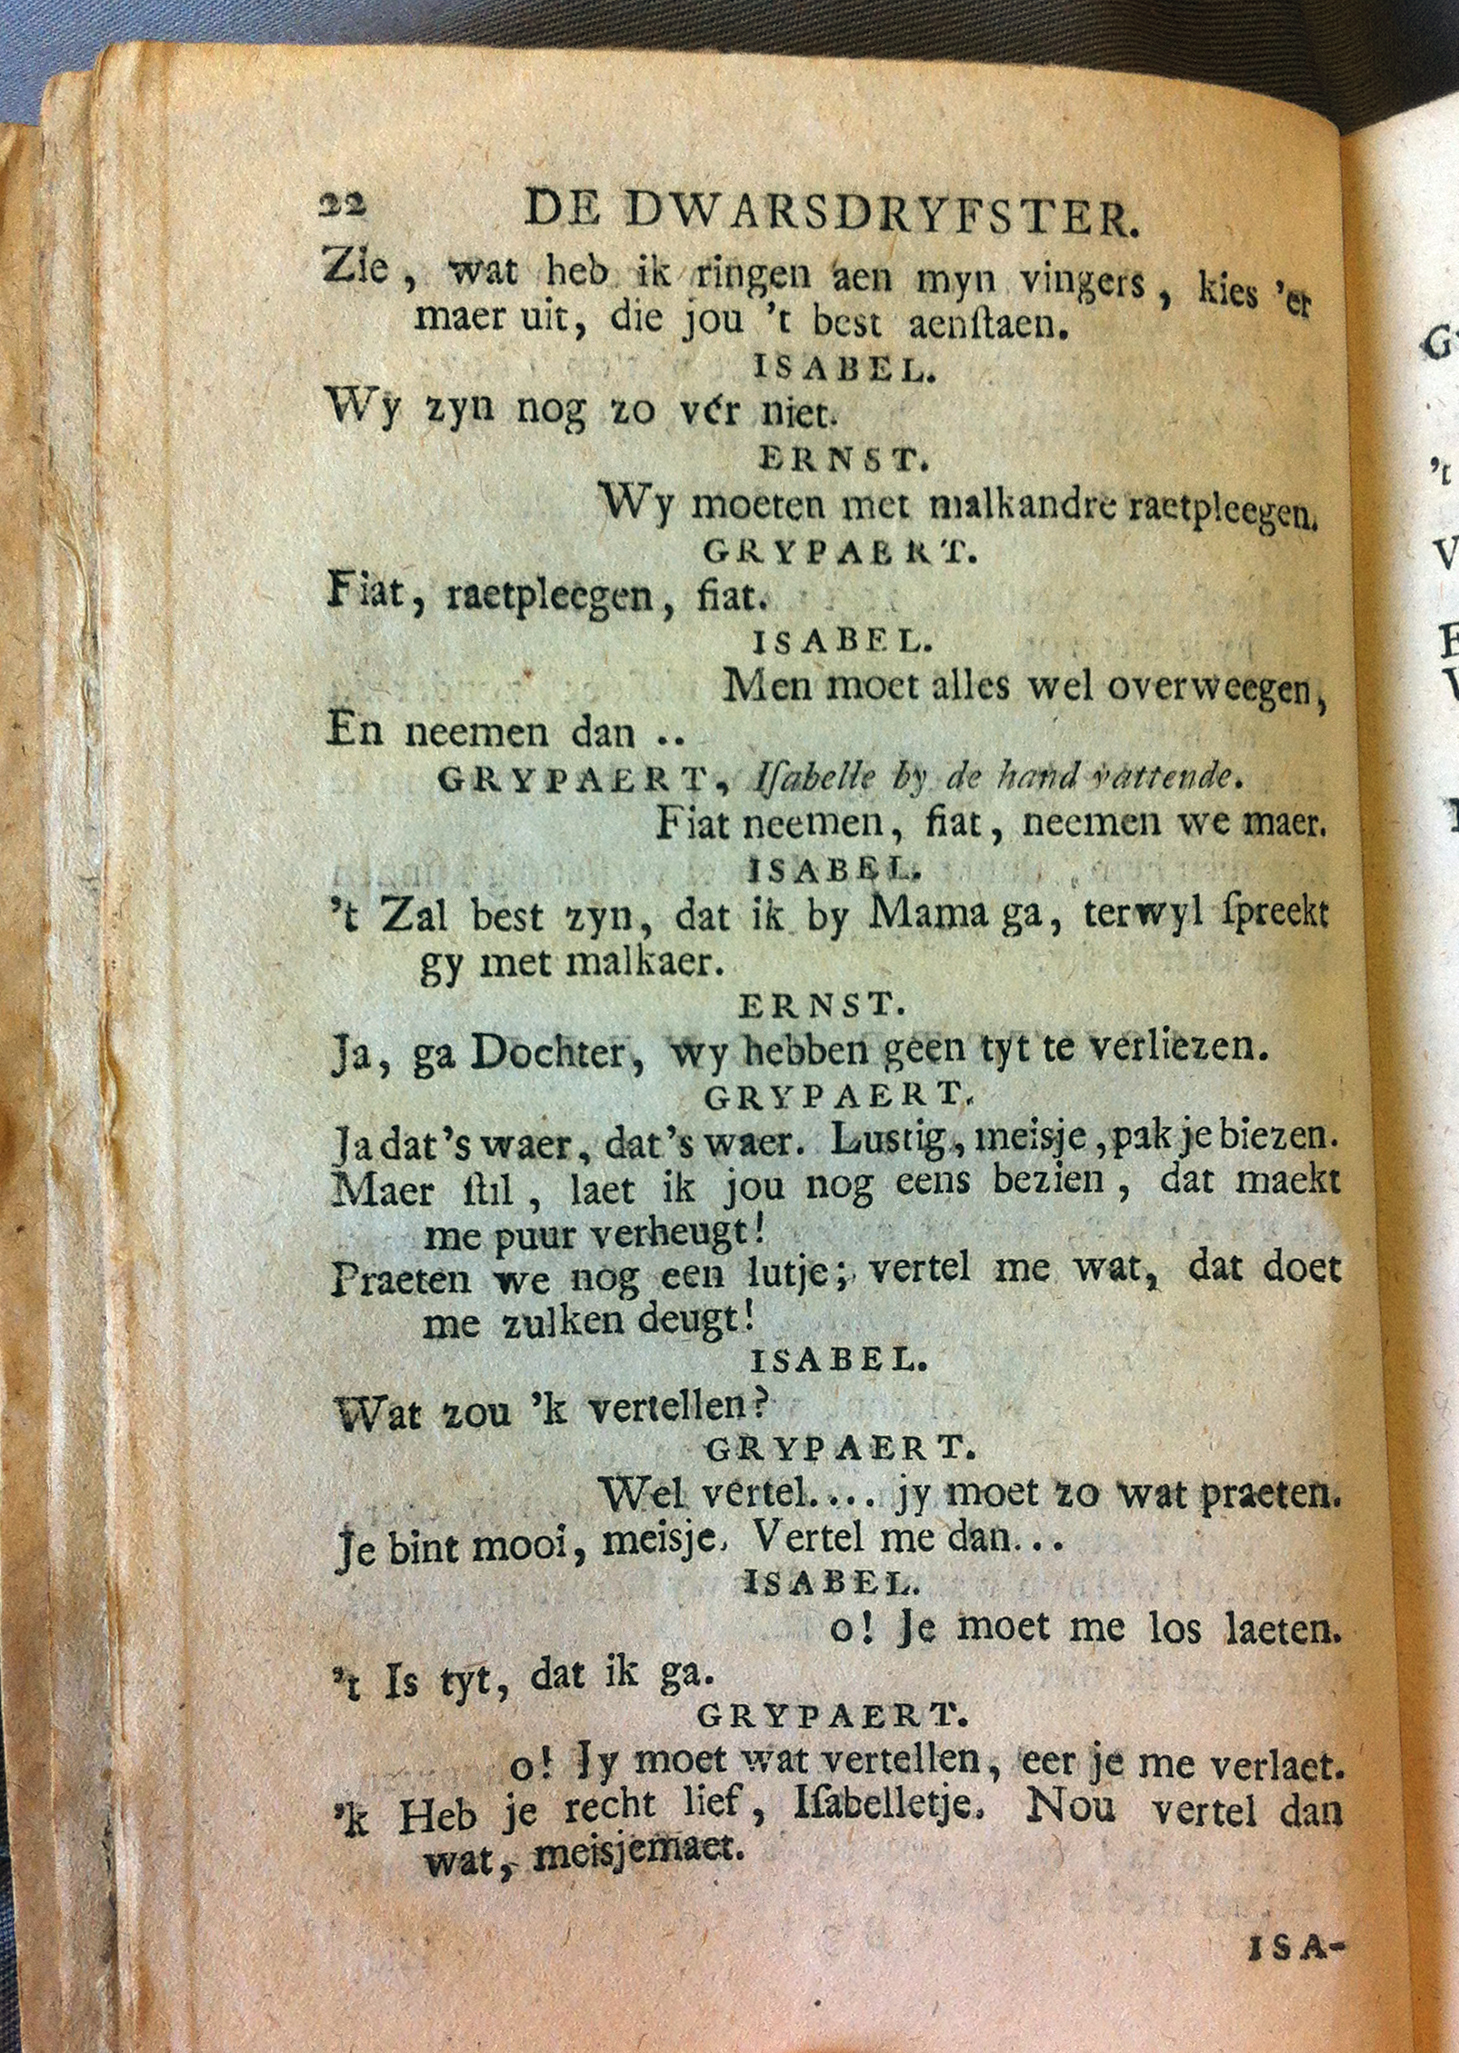 22 DE DWARSDRYFSTER.
Zie, wat heb ik ringen aen myn vingers, kies 'er
maer uit, die jou 't best aenſtaen.
ISABEL.
Wy zyn nog zo vér niet.
ERNST.
Wy moeten met malkandre raetpleegen.
GRYPAERT.
Fiat, raetpleegen, fiat.
ISABEL.
Men moet alles wel overweegen,
En neemen dan ..
GRYPAERT, Iſabelle by de hand vattende.
Fiat neemen, fiat, neemen we maer.
ISABEL.
't Zal best zyn, dat ik by Mama ga, terwyl ſpreekt
gy met malkaer.
ERNST.
Ja, ga Dochter, wy hebben geen tyt te verliezen.
GRYPAERT.
Ja dat's waer, dat's waer. Lustig, meisje, pak je biezen.
Maer ſtil, laet ik jou nog eens bezien, dat maekt
me puur verheugt!
Praeten we nog een lutje; vertel me wat, dat doet
me zulken deugt!
ISABEL.
Wat zou 'k vertellen?
GRYPAERT.
Wel vertel.... jy moet zo wat praeten.
Je bint mooi, meisje. Vertel me dan...
ISABEL.
o! Je moet me los laeten.
't Is tyt, dat ik ga.
GRYPAERT.
o! Jy moet wat vertellen, eer je me verlaet.
'k Heb je recht lief, Iſabelletje. Nou vertel dan
wat, meisjemaet.
ISA-